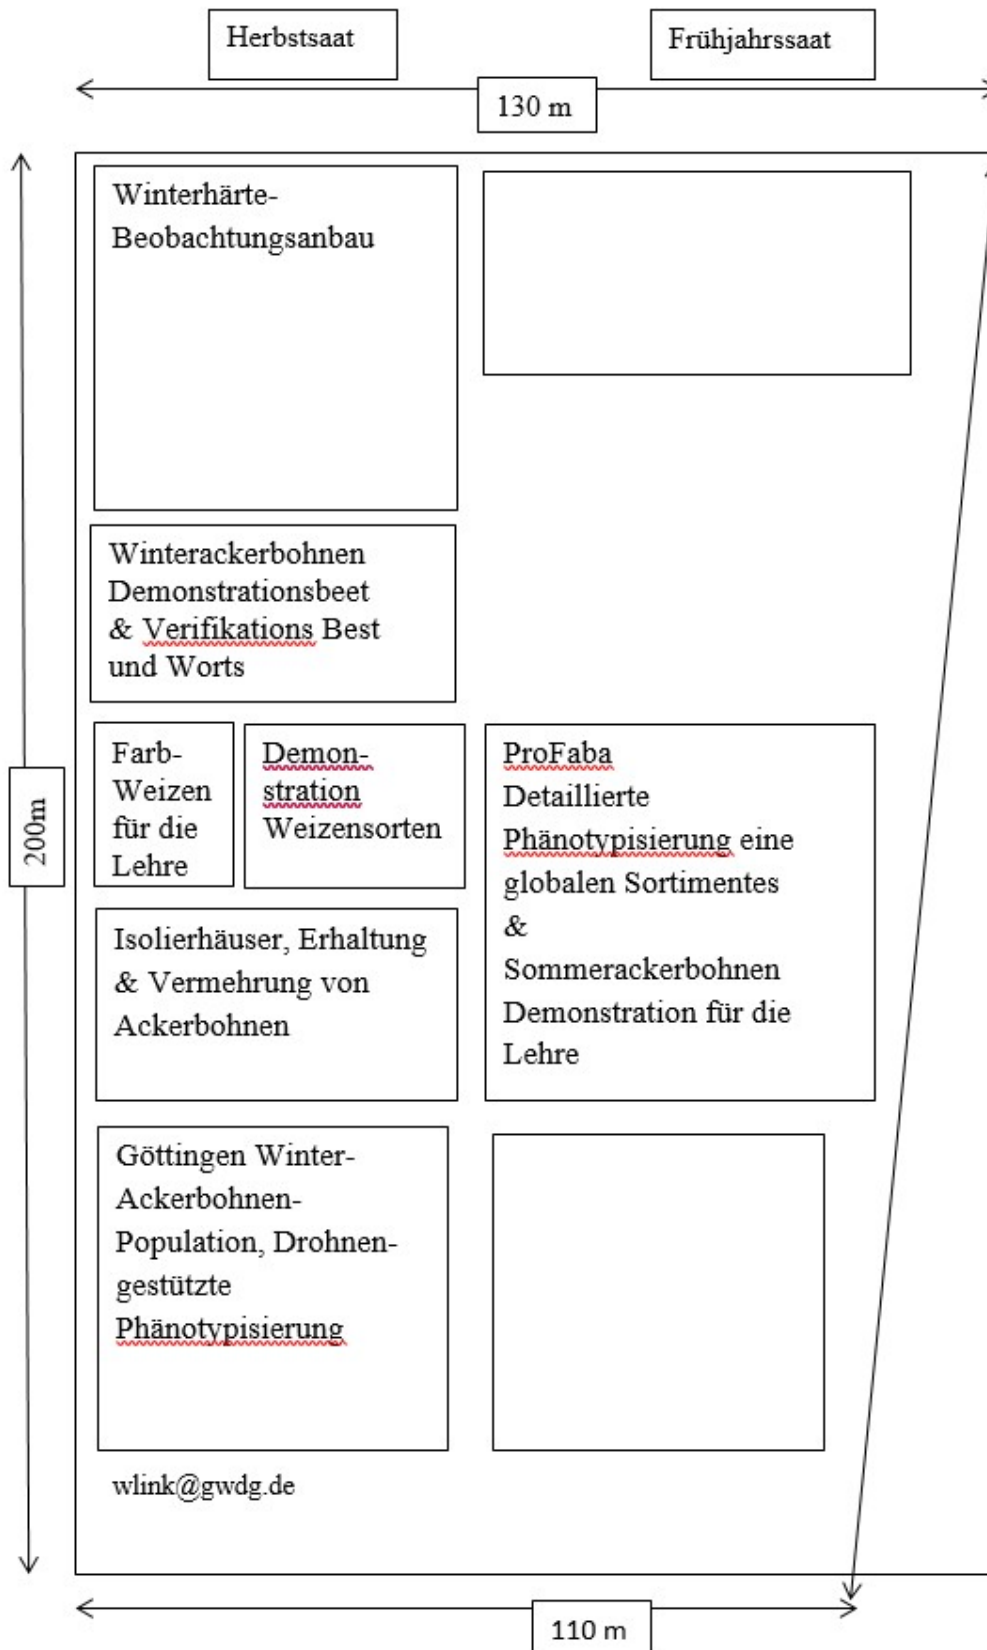 Herbstsaat
Frühjahrssaat
130 m
Winterhärte-
Beobachtungsanbau
Winterackerbohnen
Demonstrationsbeet
& Verifikations Best
und Worts
200m
Farb-
Weizen
für die
Lehre
Demon-
stration
Weizensorten
ProFaba
Detaillierte
Phänotypisierung eine
globalen Sortimentes
&
Sommerackerbohnen
Demonstration für die
Lehre
Isolierhäuser, Erhaltung
& Vermehrung von
Ackerbohnen
Göttingen Winter-
Ackerbohnen-
Population, Drohnen-
gestützte
Phänotypisierung
wlink@gwdg.de
110 m